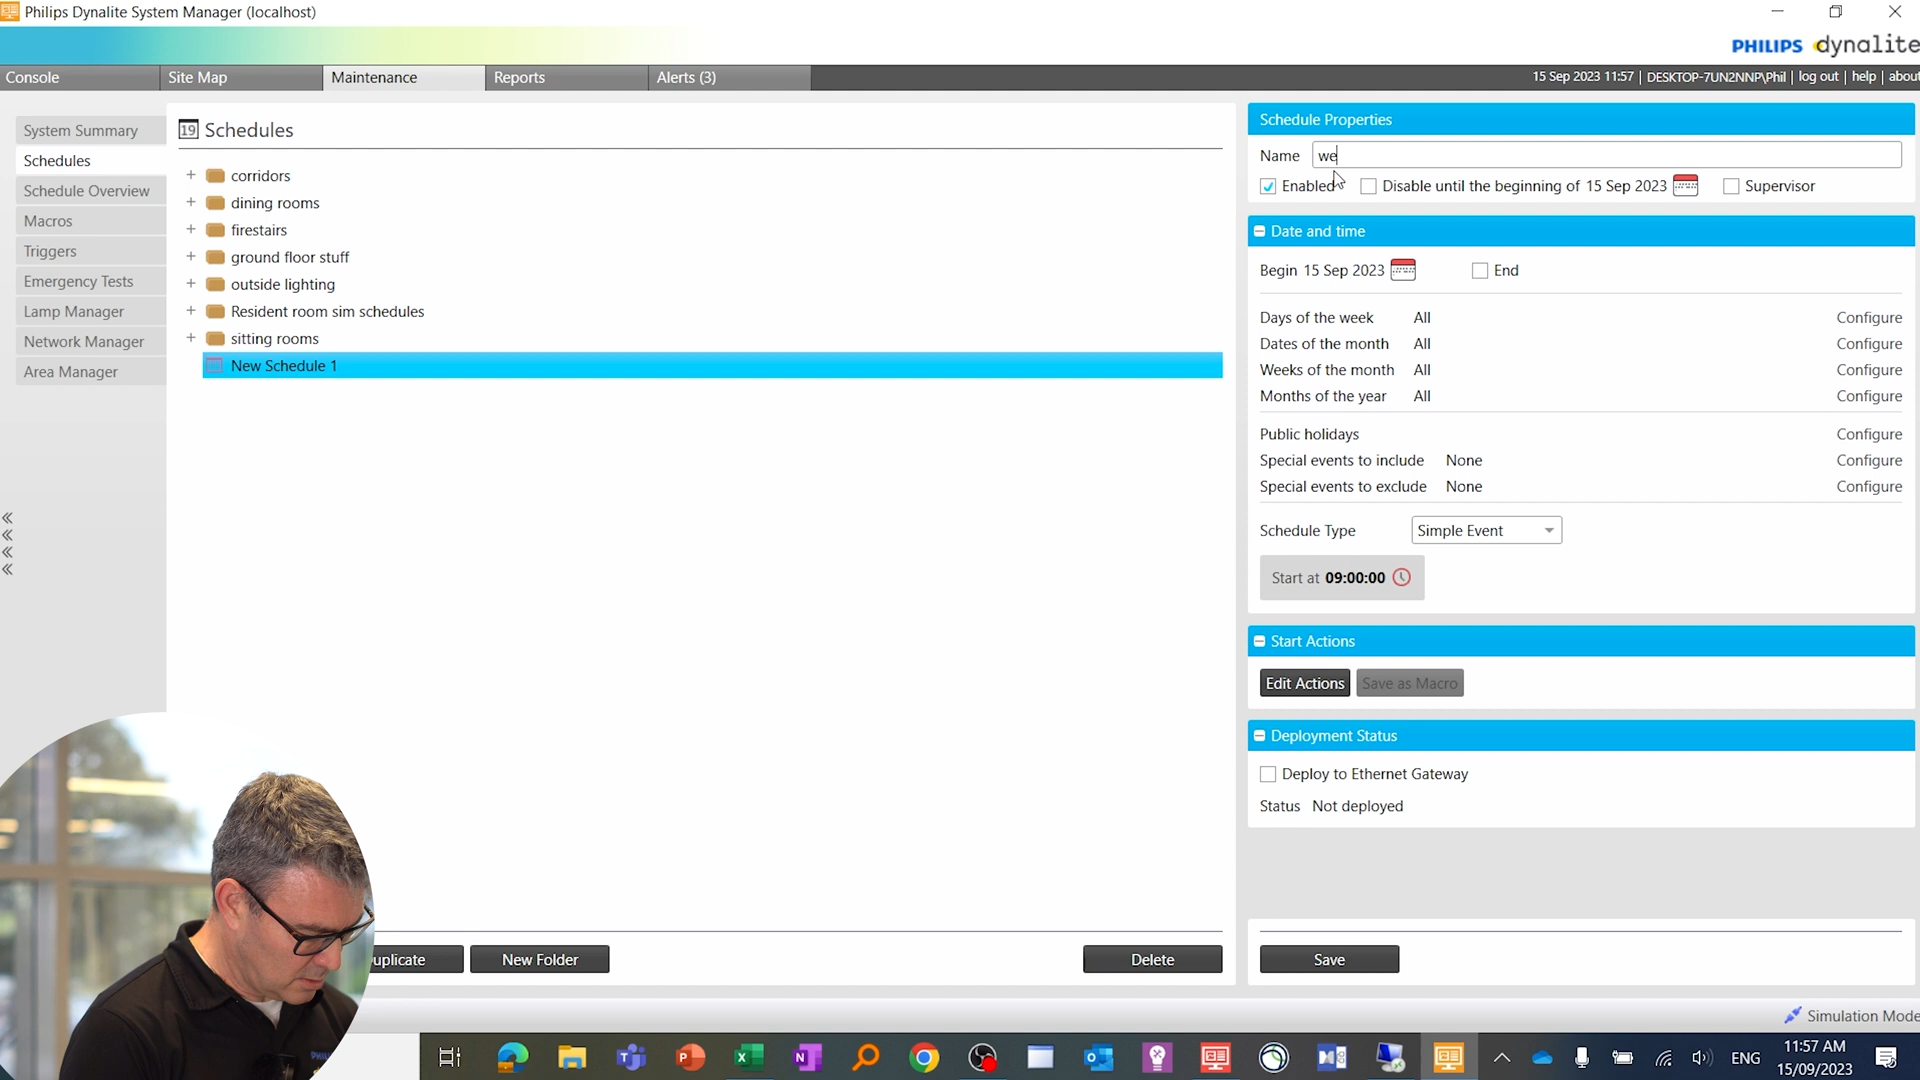 Philips Dynalite System Manager (localhost)
PHILIPS dynalite
Console
Site Map
Maintenance
Reports
Alerts (3)
15 Sep 2023 11:57 | DESKTOP-7UN2NNP\Phil | log out | help | about
System Summary
Schedules
Schedule Overview
Macros
Triggers
Emergency Tests
Lamp Manager
Network Manager
Area Manager
19 Schedules
corridors
dining rooms
firestairs
ground floor stuff
outside lighting
Resident room sim schedules
sitting rooms
New Schedule 1
uplicate
New Folder
Delete
Schedule Properties
Name we
Enabled
Disable until the beginning of 15 Sep 2023
Supervisor
Date and time
Begin 15 Sep 2023
End
Days of the week All Configure
Dates of the month All Configure
Weeks of the month All Configure
Months of the year All Configure
Public holidays Configure
Special events to include None Configure
Special events to exclude None Configure
Schedule Type Simple Event
Start at 09:00:00
Start Actions
Edit Actions
Save as Macro
Deployment Status
Deploy to Ethernet Gateway
Status Not deployed
Save
Simulation Mode
ENG
11:57 AM
15/09/2023